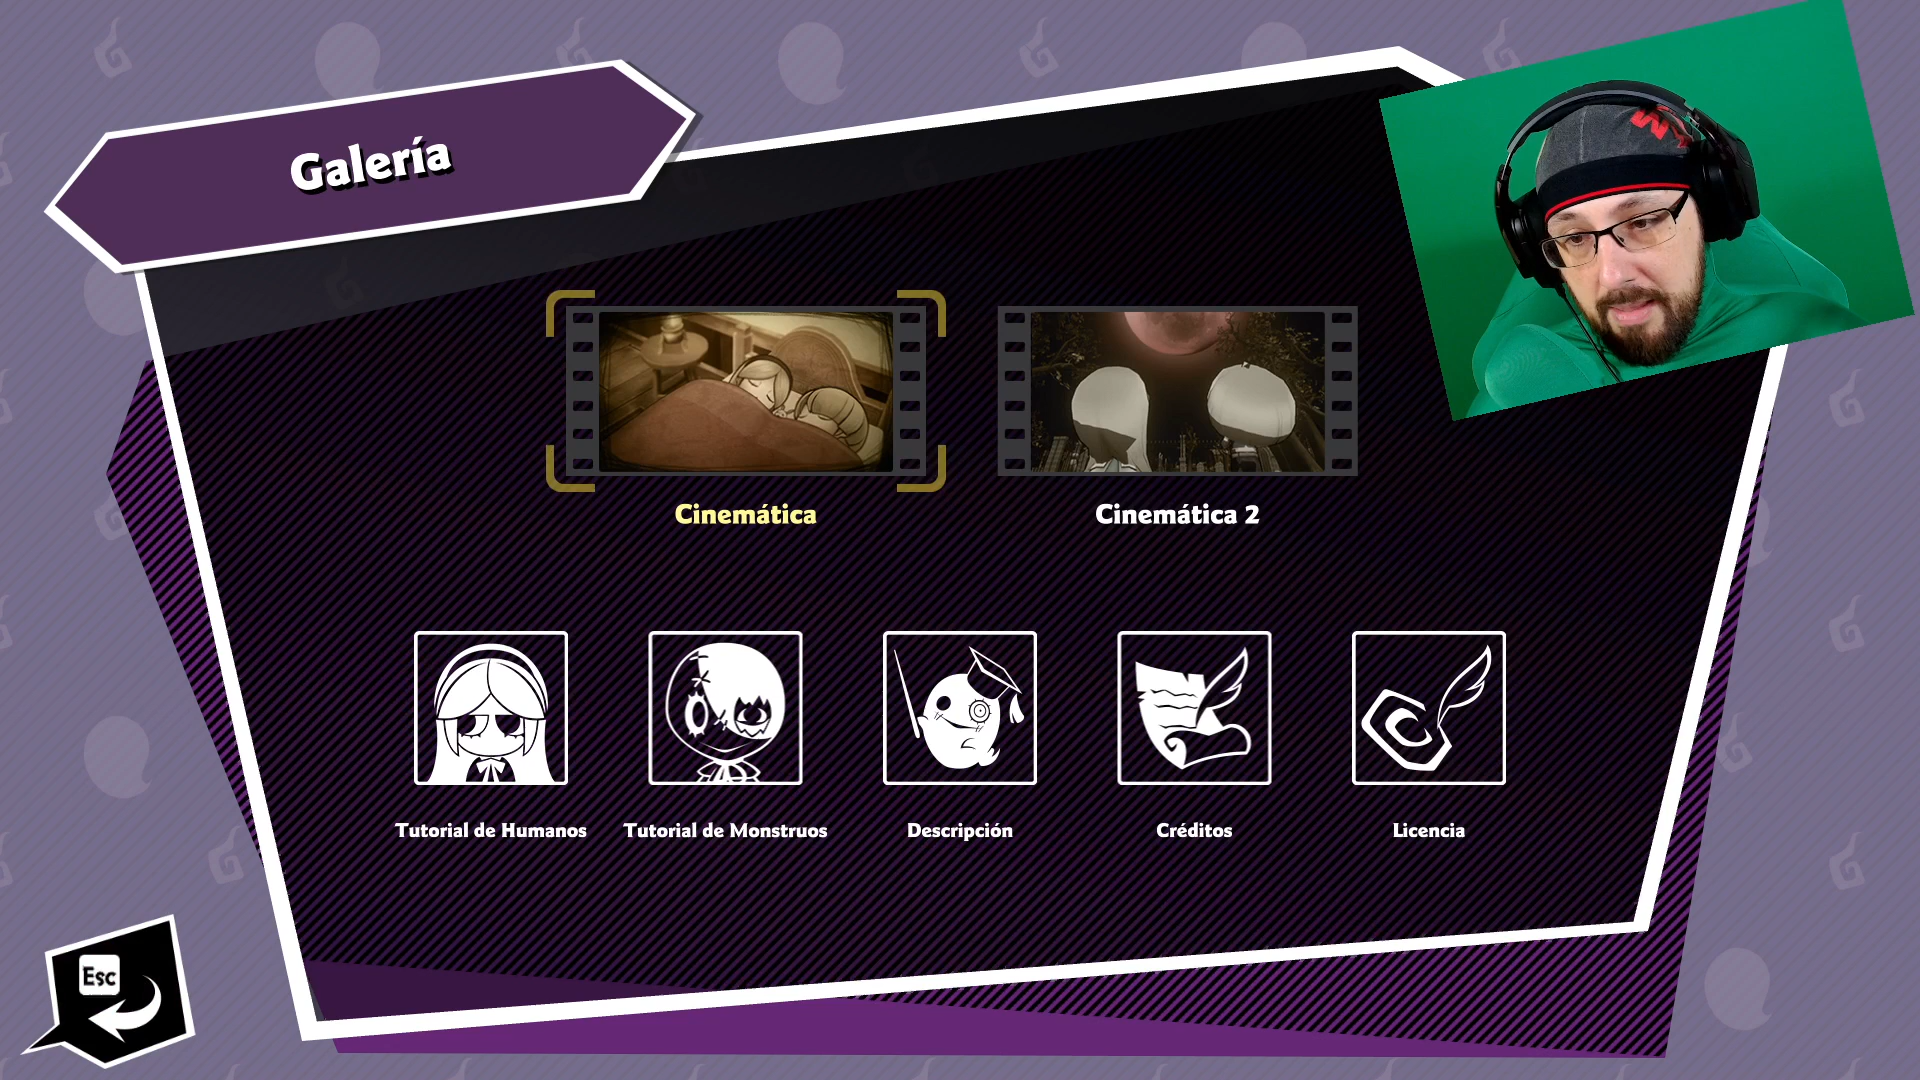 Galería
Cinemática
Cinemática 2
Tutorial de Humanos
Tutorial de Monstruos
Descripción
Créditos
Licencia
Esc